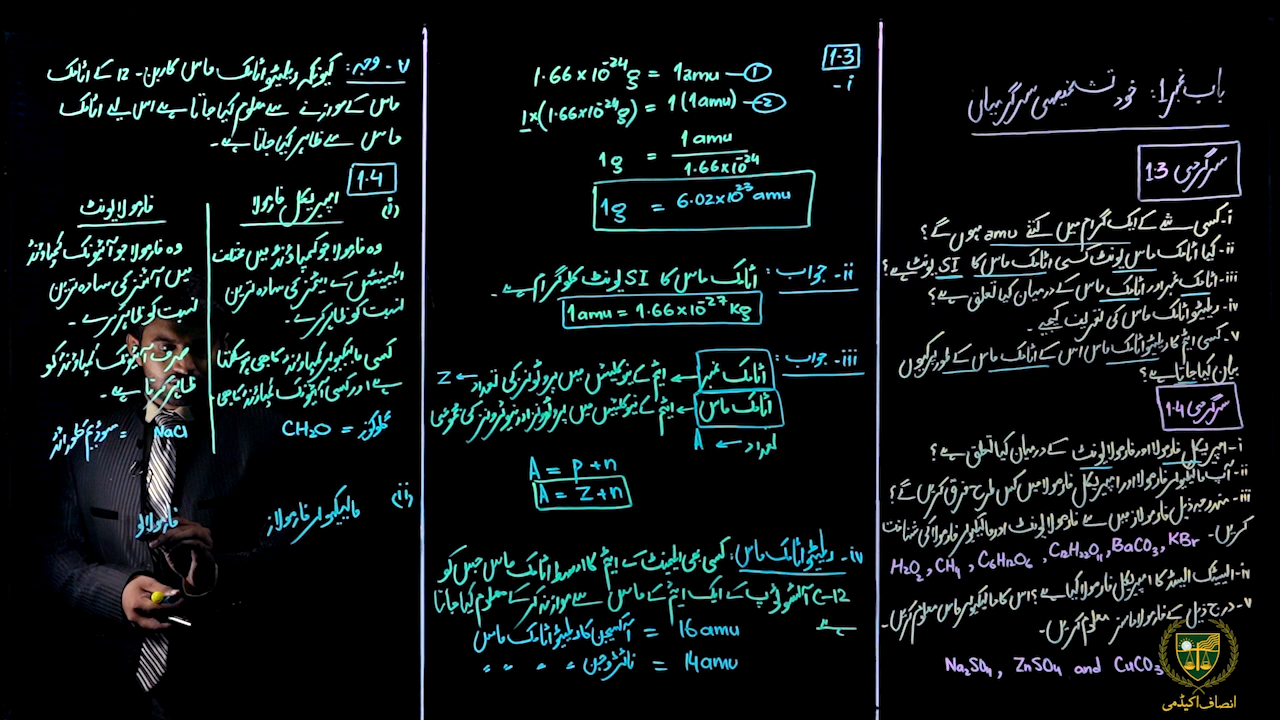 باب نمبر 1: خود تشخیصی سرگرمیاں
سرگرمی 1.3
i- کسی شے کے ایک گرام میں کتنے amu ہوں گے؟
ii- کیا اٹامک ماس یونٹ کسی اٹامک ماس کا SI یونٹ ہے؟
iii- اٹامک نمبر اور اٹامک ماس کے درمیان کیا تعلق ہے؟
iv- ریلیٹو اٹامک ماس کی تعریف کیجیے۔
v- کسی ایٹم کا ریلیٹو اٹامک ماس اس کے اٹامک ماس کے طور پر کیوں
بیان کیا جاتا ہے؟
سرگرمی 1.4
i- امپیریکل فارمولا اور فارمولا یونٹ کے درمیان کیا تعلق ہے؟
ii- آپ مالیکیولر فارمولا اور امپیریکل فارمولا میں کس طرح فرق کریں گے؟
iii- مندرجہ ذیل فارمولاز میں سے فارمولا یونٹ اور مالیکیولر فارمولا کی شناخت
کریں۔
H2O2, CH4, C6H12O6, C12H22O11, BaCO3, KBr
iv- ایسیٹک ایسڈ کا امپیریکل فارمولا کیا ہے؟ اس کا مالیکیولر ماس معلوم کریں۔
v- درج ذیل کے فارمولا ماسز معلوم کریں۔
Na2SO4, ZnSO4 and CuCO3
انصاف اکیڈمی
1.3
i-
1.66×10⁻²⁴g = 1amu —①
1×(1.66×10⁻²⁴g) = 1(1amu) —②
1g = 1amu / 1.66×10⁻²⁴
1g = 6.02×10²³ amu
ii- جواب: اٹامک ماس کا SI یونٹ کلوگرام ہے۔
1amu = 1.66×10⁻²⁷ Kg
iii- جواب:
اٹامک نمبر ← ایٹم کے نیوکلیئس میں پروٹونز کی تعداد ← Z
اٹامک ماس ← ایٹم کے نیوکلیئس میں پروٹونز اور نیوٹرونز کی مجموعی
تعداد ← A
A = p+n
A = Z+n
iv- ریلیٹو اٹامک ماس: کسی بھی ایلیمنٹ کے ایٹم کا اوسط اٹامک ماس جس کو
C-12 آئسوٹوپ کے ایک ایٹم کے ماس سے موازنہ کر کے معلوم کیا جاتا
ہے
آکسیجن کا ریلیٹو اٹامک ماس = 16amu
نائٹروجن " " " " = 14amu
v- وجہ: کیونکہ ریلیٹو اٹامک ماس کاربن-12 کے اٹامک
ماس کے موازنے سے معلوم کیا جاتا ہے اس لیے اٹامک
ماس سے ظاہر کیا جاتا ہے۔
1.4
(i) امپیریکل فارمولا
وہ فارمولا جو کمپاؤنڈ میں مختلف
ایلیمنٹس کے ایٹمز کی سادہ ترین
نسبت کو ظاہر کرے۔
کسی مالیکیولر کمپاؤنڈ کا بھی ہو سکتا
ہے اور کسی آئیونک کمپاؤنڈ کا بھی
گلوکوز = CH2O
فارمولا یونٹ
وہ فارمولا جو آئیونک کمپاؤنڈ
میں آئنز کی سادہ ترین
نسبت کو ظاہر کرے۔
صرف آئیونک کمپاؤنڈ کو
ظاہر کرتا ہے۔
NaCl = سوڈیم کلورائڈ
(ii) مالیکیولر فارمولاز
فارمولا یو